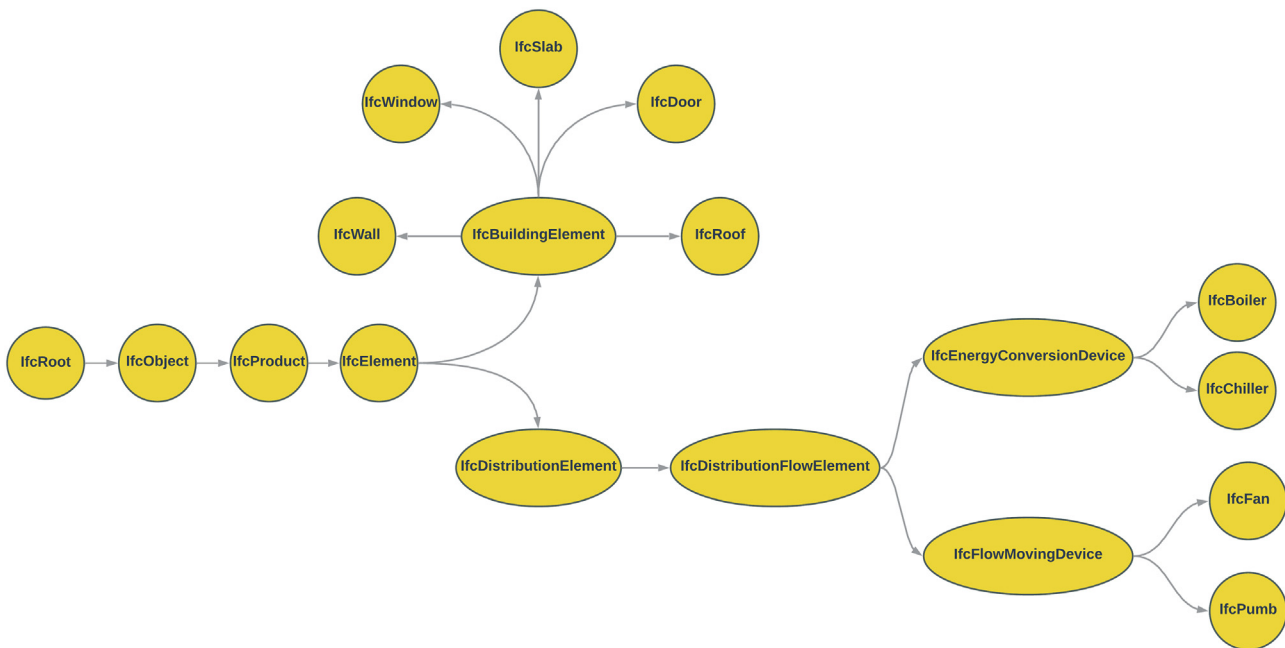 IfcSlab
IfcWindow
IfcDoor
IfcWall
IfcBuildingElement
IfcRoof
IfcRoot
IfcObject
IfcProduct
IfcElement
IfcDistributionElement
IfcDistributionFlowElement
IfcEnergyConversionDevice
IfcBoiler
IfcChiller
IfcFlowMovingDevice
IfcFan
IfcPumb